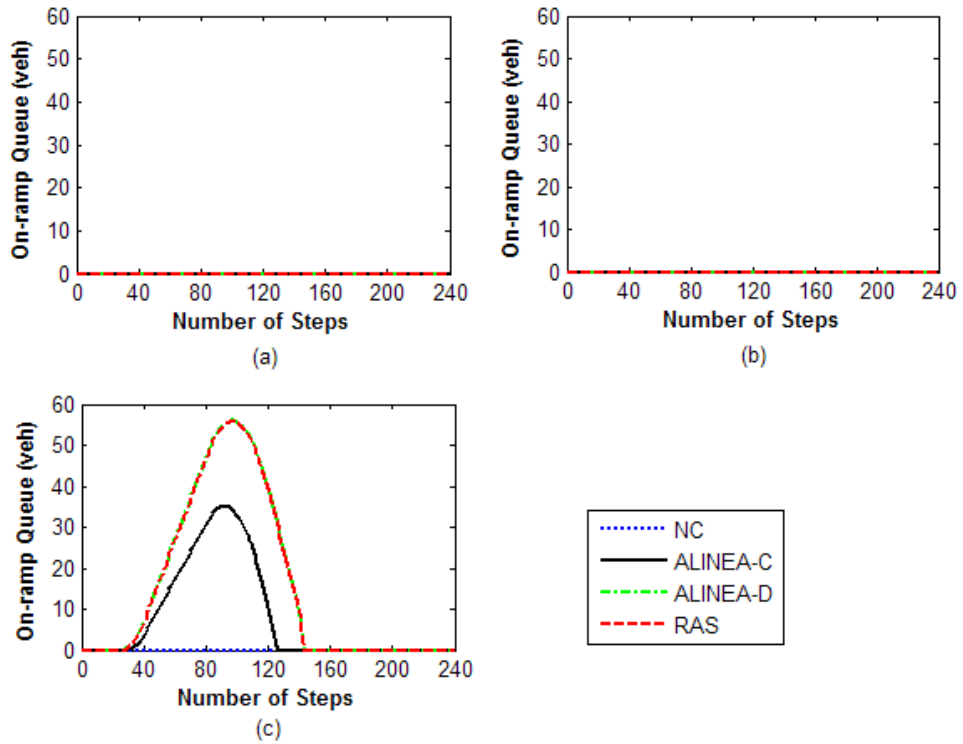 On-ramp Queue (veh)
60
50
40
30
20
10
0
0 40 80 120 160 200 240
Number of Steps
(a)
On-ramp Queue (veh)
60
50
40
30
20
10
0
0 40 80 120 160 200 240
Number of Steps
(b)
On-ramp Queue (veh)
60
50
40
30
20
10
0
0 40 80 120 160 200 240
Number of Steps
(c)
NC
ALINEA-C
ALINEA-D
RAS